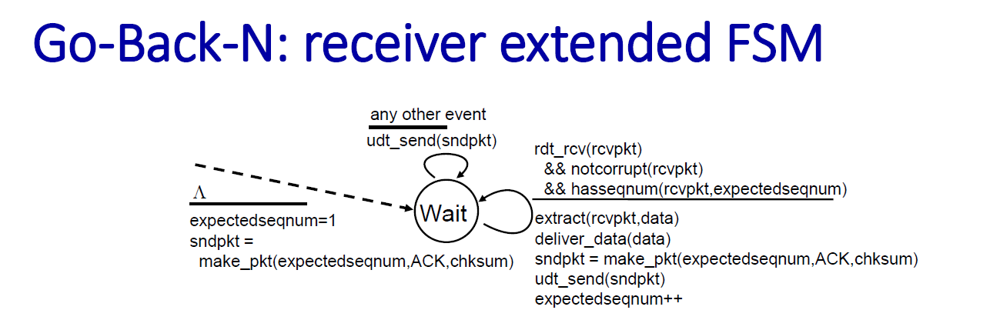 Go-Back-N: receiver extended FSM
any other event
udt_send(sndpkt)
Λ
expectedseqnum=1
sndpkt =
make_pkt(expectedseqnum,ACK,chksum)
Wait
rdt_rcv(rcvpkt)
&& notcorrupt(rcvpkt)
&& hasseqnum(rcvpkt,expectedseqnum)
extract(rcvpkt,data)
deliver_data(data)
sndpkt = make_pkt(expectedseqnum,ACK,chksum)
udt_send(sndpkt)
expectedseqnum++